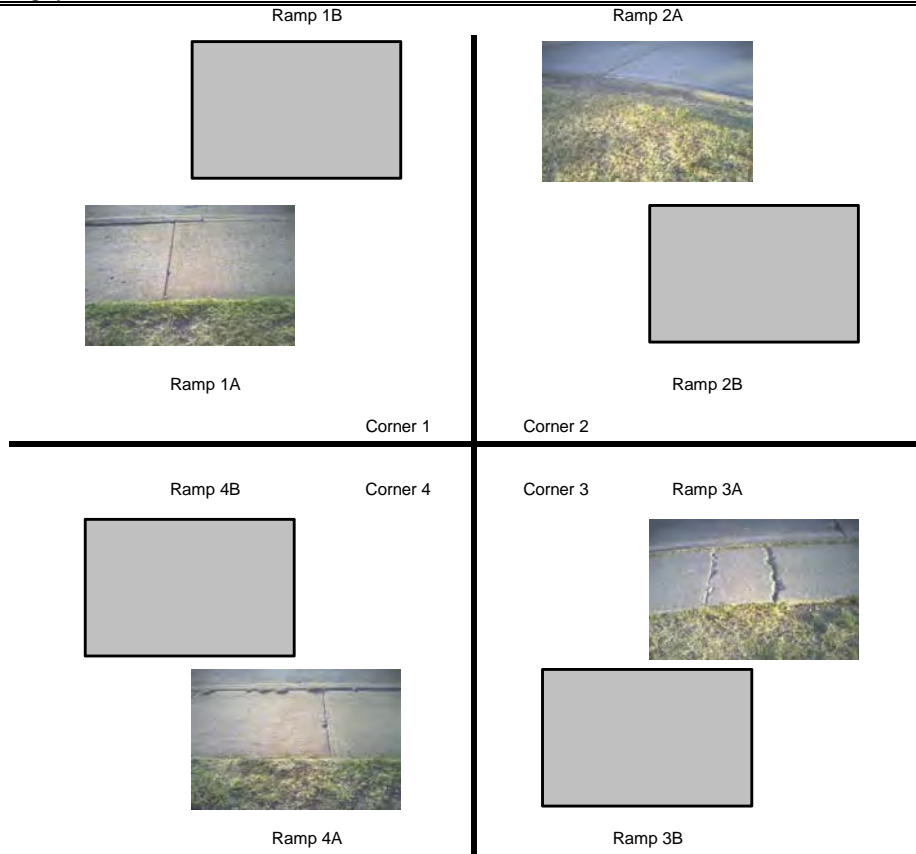 Ramp 1B
Ramp 2A
Ramp 1A
Ramp 2B
Corner 1
Corner 2
Ramp 4B
Corner 4
Corner 3
Ramp 3A
Ramp 4A
Ramp 3B